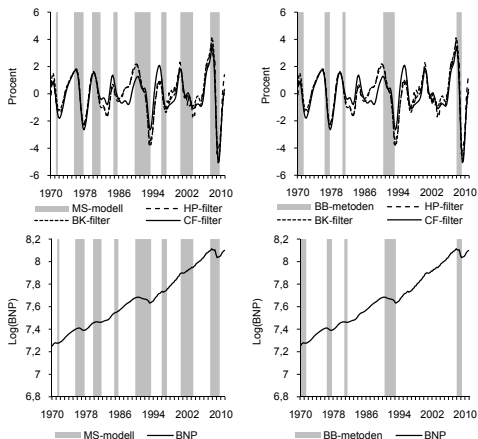 6
4
2
0
-2
-4
-6
Procent
1970 1978 1986 1994 2002 2010
MS-modell HP-filter
BK-filter CF-filter
6
4
2
0
-2
-4
-6
Procent
1970 1978 1986 1994 2002 2010
BB-metoden HP-filter
BK-filter CF-filter
8,2
8
7,8
7,6
7,4
7,2
7
6,8
Log(BNP)
1970 1978 1986 1994 2002 2010
MS-modell BNP
8,2
8
7,8
7,6
7,4
7,2
7
6,8
Log(BNP)
1970 1978 1986 1994 2002 2010
BB-metoden BNP